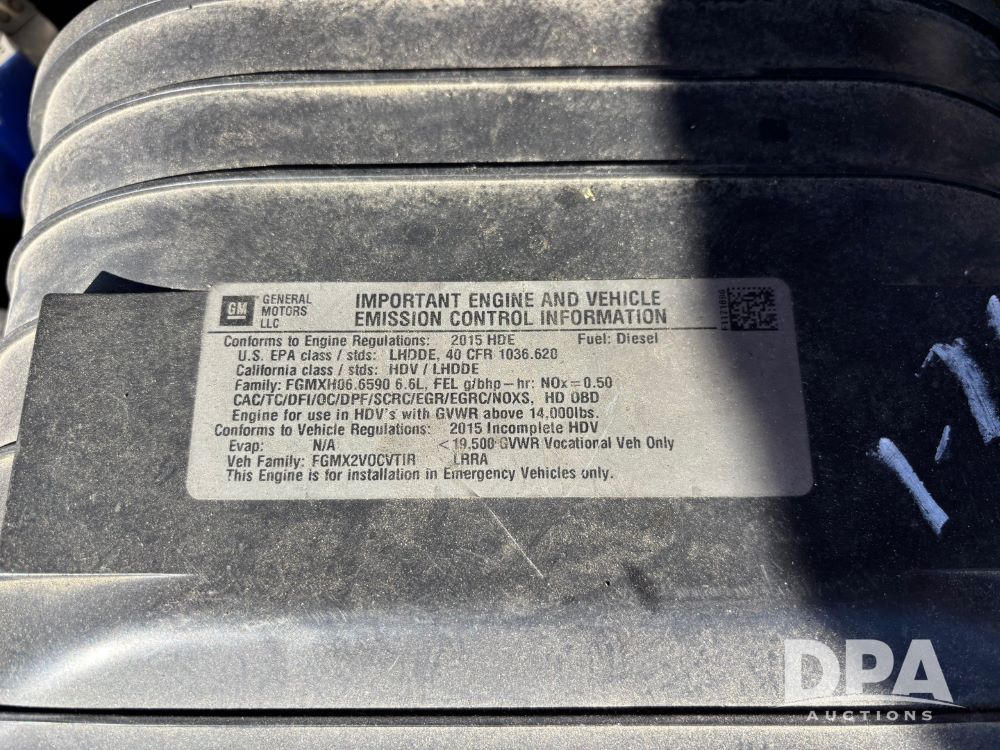 GM
GENERAL
MOTORS
LLC
IMPORTANT ENGINE AND VEHICLE
EMISSION CONTROL INFORMATION
Conforms to Engine Regulations: 2015 HDE Fuel: Diesel
U.S. EPA class / stds: LHDDE, 40 CFR 1036.620
California class / stds: HDV / LHDDE
Family: FGMXH06.6590 6.6L, FEL g/bhp-hr: NOx=0.50
CAC/TC/DFI/OC/DPF/SCRC/EGR/EGRC/NOXS, HD OBD
Engine for use in HDV's with GVWR above 14,000lbs.
Conforms to Vehicle Regulations: 2015 Incomplete HDV
Evap: N/A <19,500 GVWR Vocational Veh Only
Veh Family: FGMX2VOCVTIR LRRA
This Engine is for installation in Emergency Vehicles only.
DPA
AUCTIONS